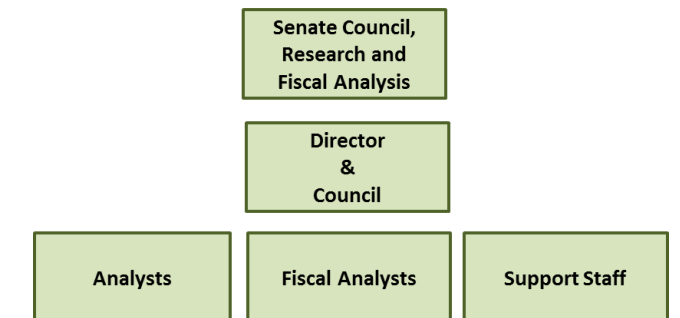 Senate Council,
Research and
Fiscal Analysis
Director
&
Council
Analysts
Fiscal Analysts
Support Staff